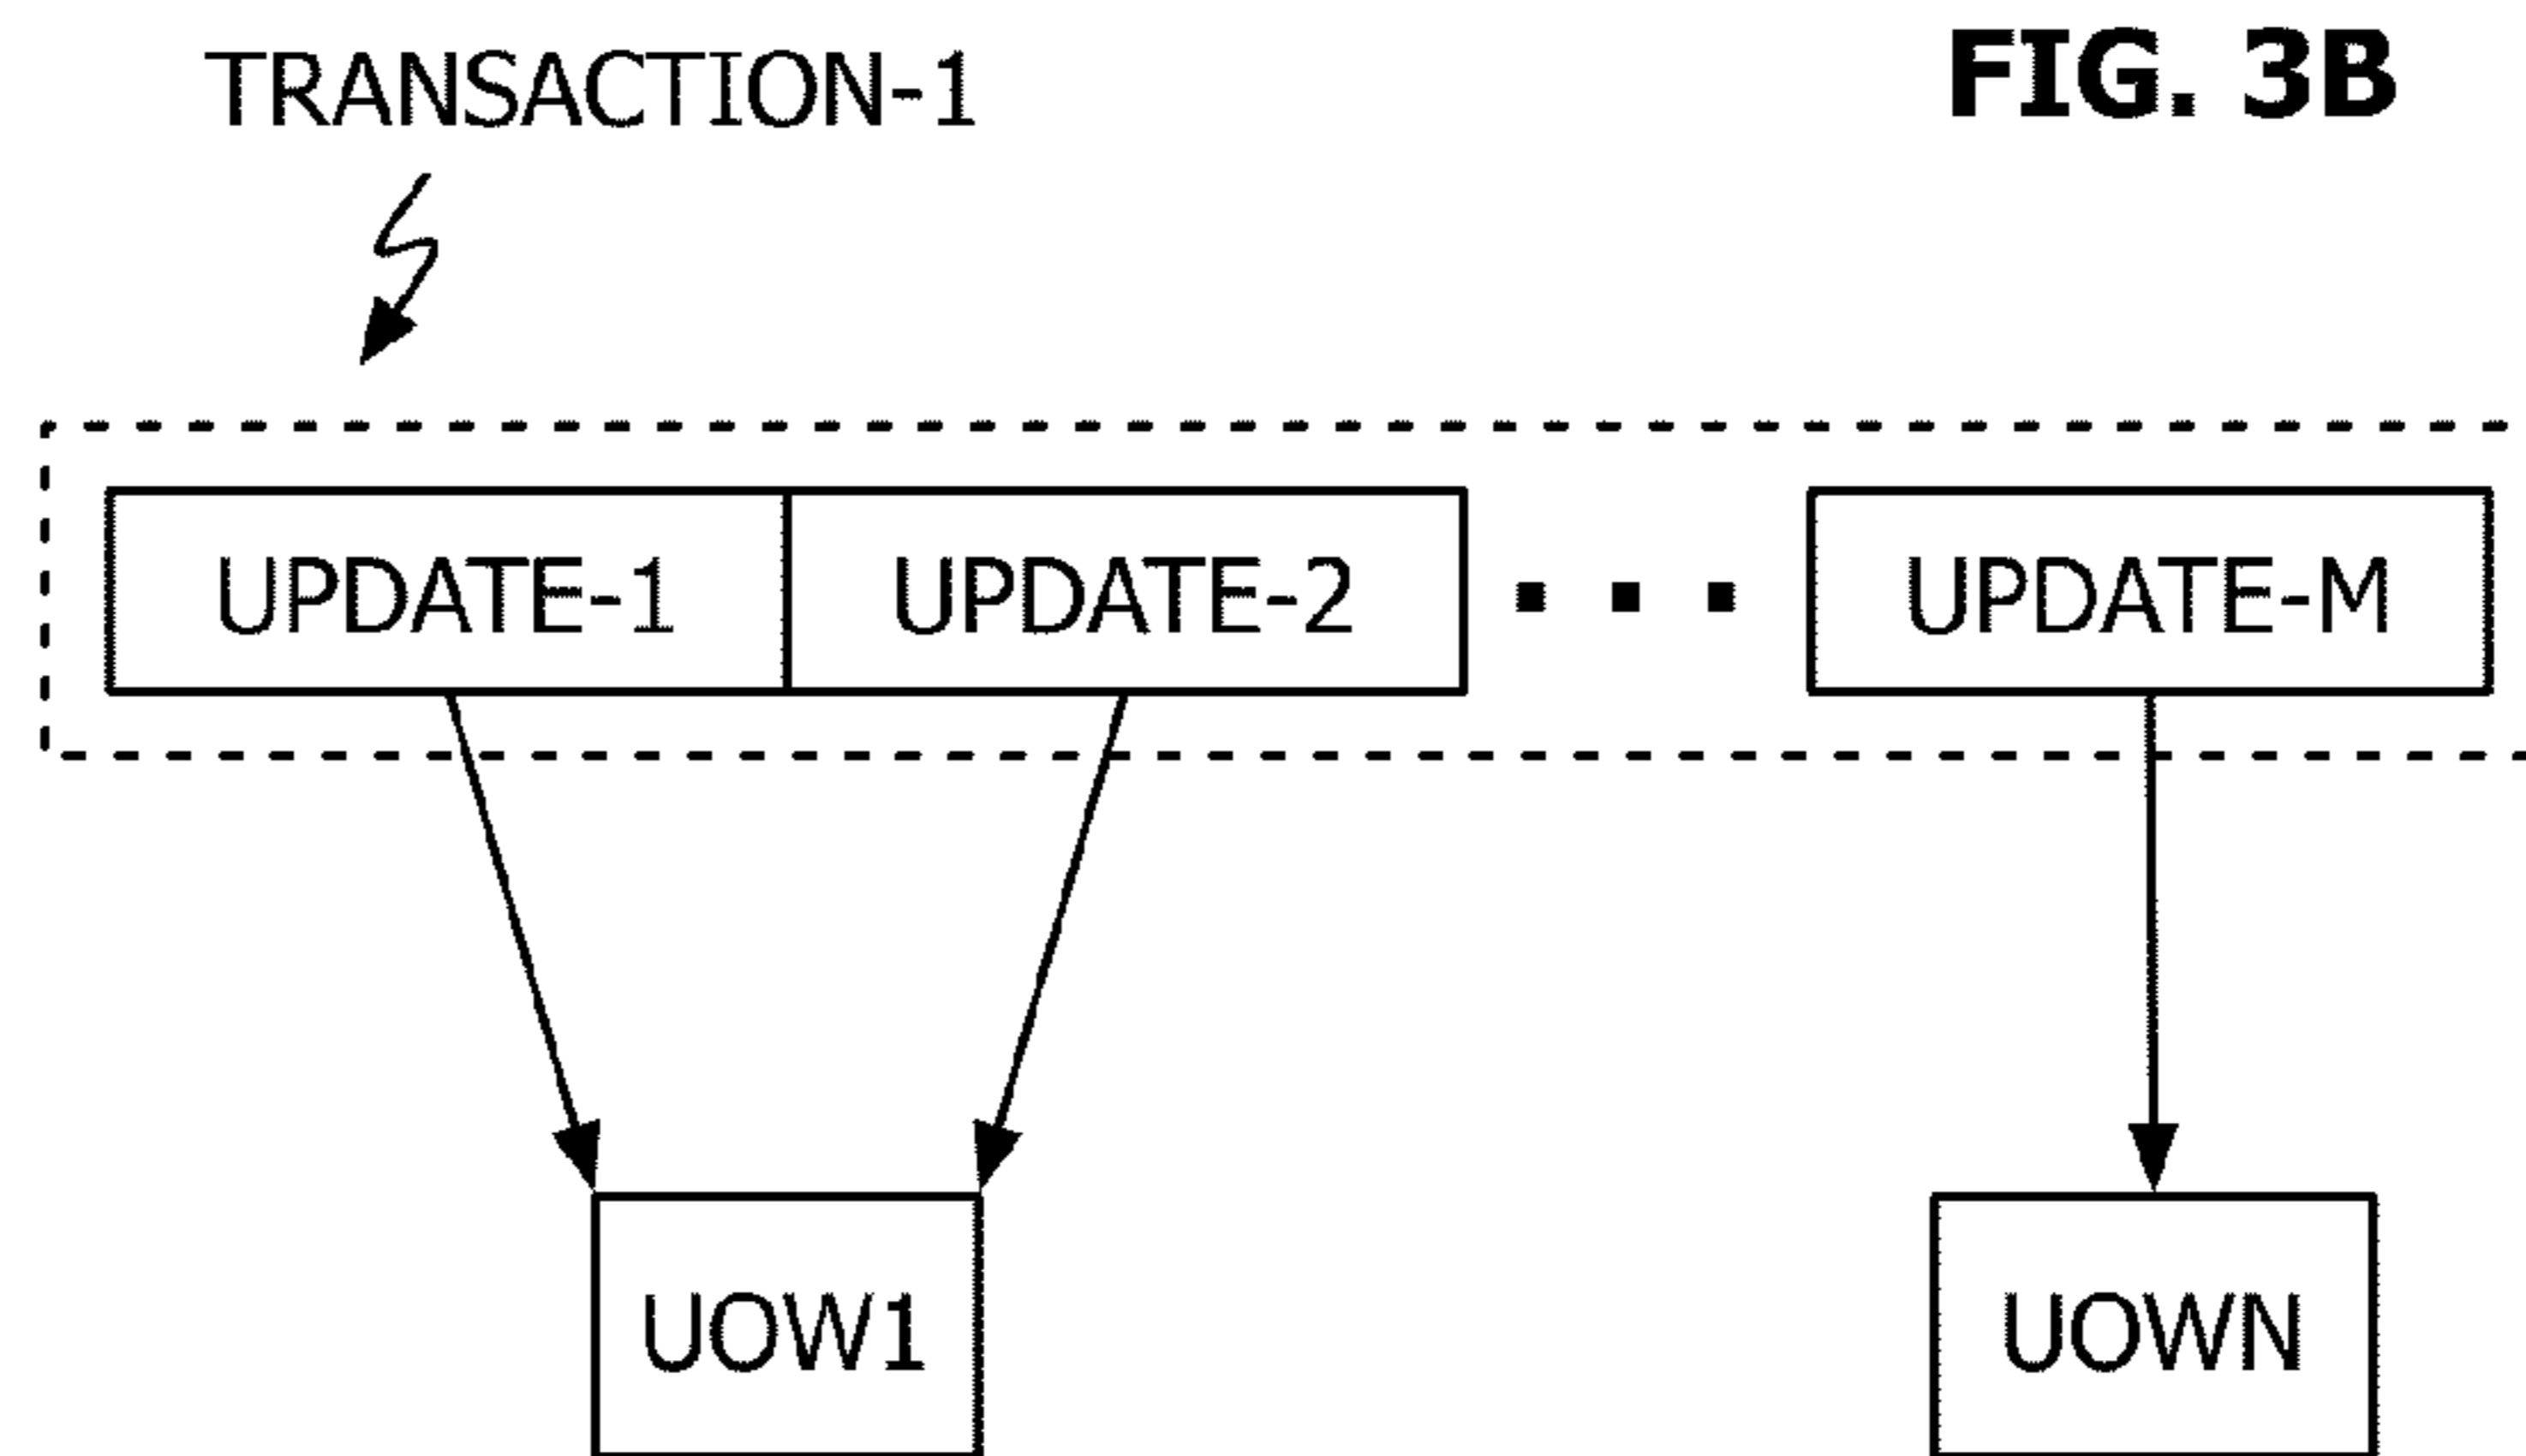 TRANSACTION-1
FIG. 3B
UPDATE-1
UPDATE-2
UPDATE-M
UOW1
UOWN